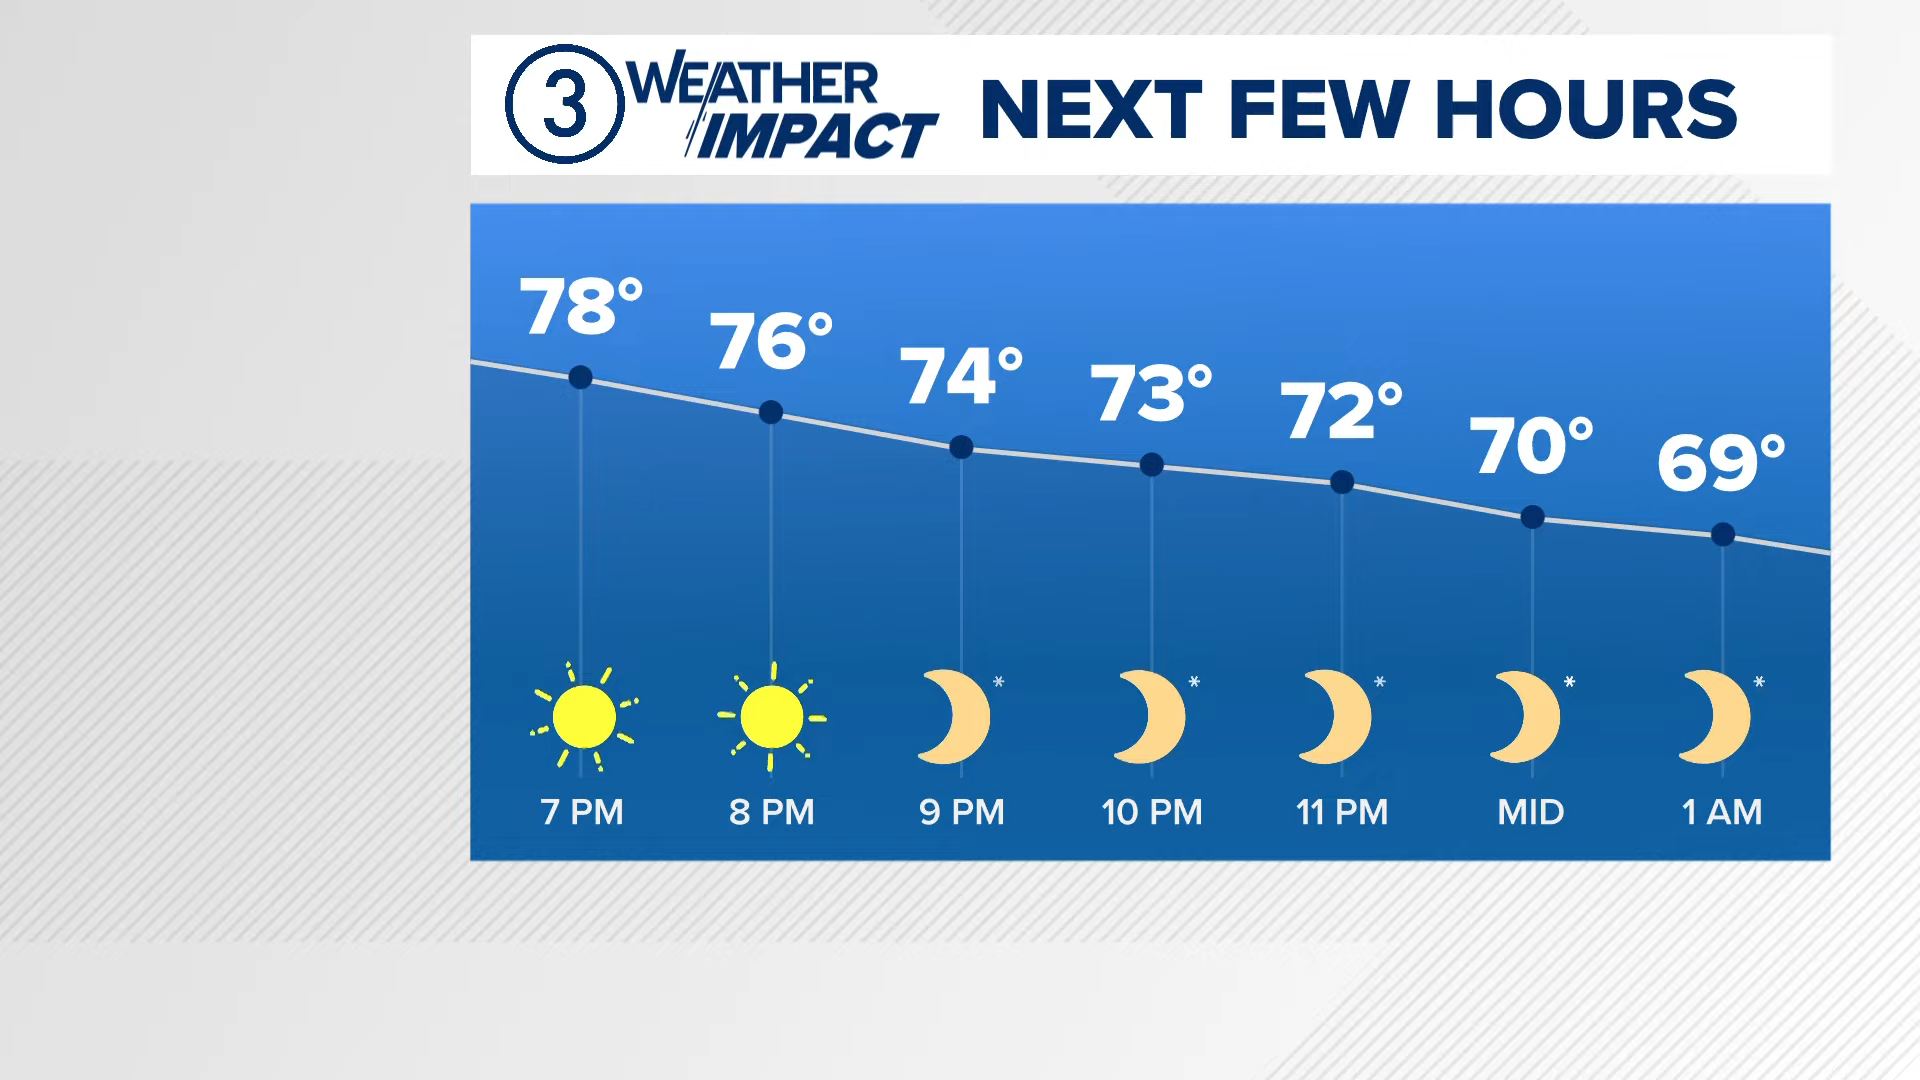 3 WEATHER IMPACT NEXT FEW HOURS
78° 76° 74° 73° 72° 70° 69°
7 PM 8 PM 9 PM 10 PM 11 PM MID 1 AM